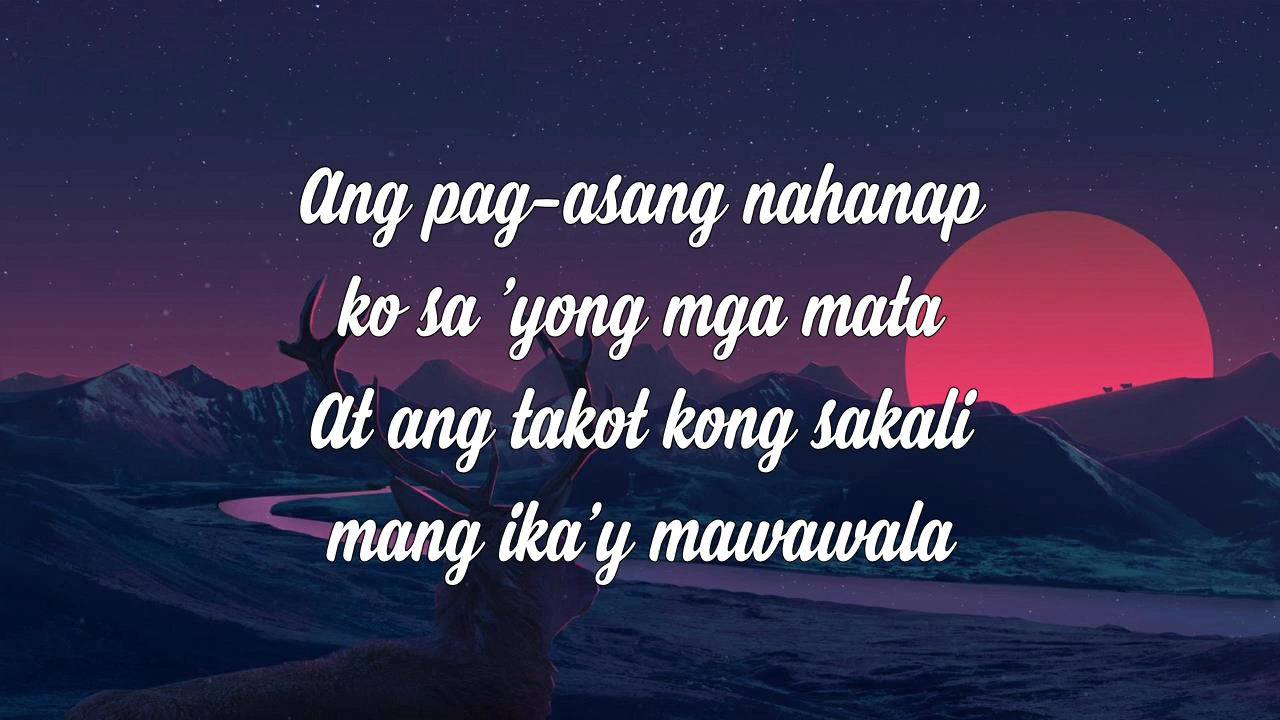 Ang pag-asang nahanap
ko sa 'yong mga mata
At ang takot kong sakali
mang ika'y mawawala